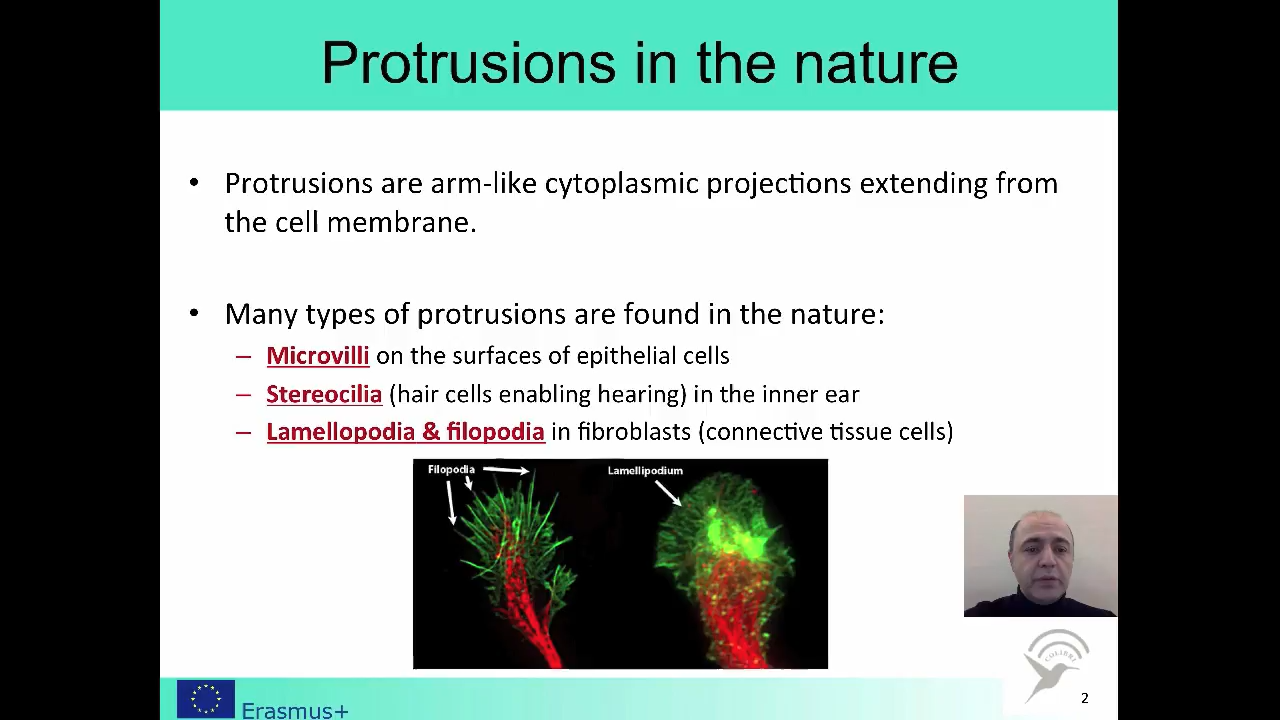 Protrusions in the nature
• Protrusions are arm-like cytoplasmic projections extending from
the cell membrane.
• Many types of protrusions are found in the nature:
– Microvilli on the surfaces of epithelial cells
– Stereocilia (hair cells enabling hearing) in the inner ear
– Lamellopodia & filopodia in fibroblasts (connective tissue cells)
Filopodia
Lamellipodium
COLIBRI
2
Erasmus+